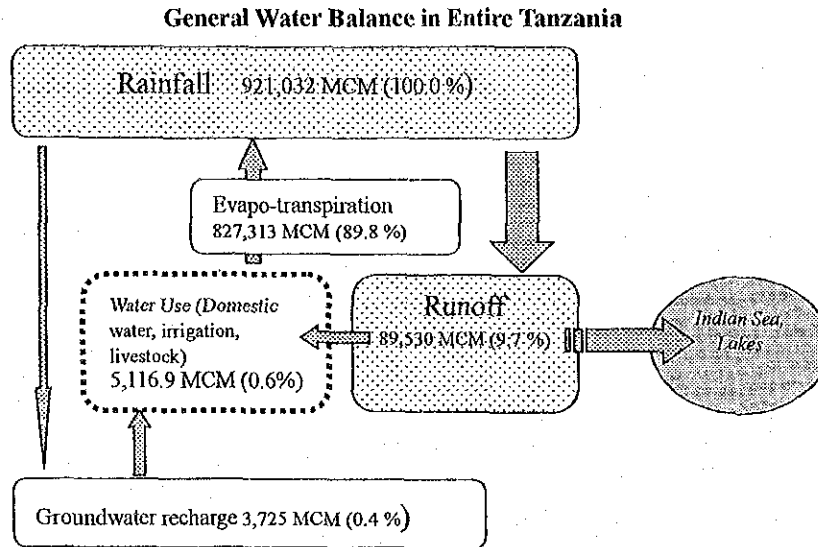 General Water Balance in Entire Tanzania
Rainfall 921,032 MCM (100.0 %)
Evapo-transpiration
827,313 MCM (89.8 %)
Water Use (Domestic
water, irrigation,
livestock)
5,116.9 MCM (0.6%)
Runoff
89,530 MCM (9.7 %)
Indian Sea,
Lakes
Groundwater recharge 3,725 MCM (0.4 %)